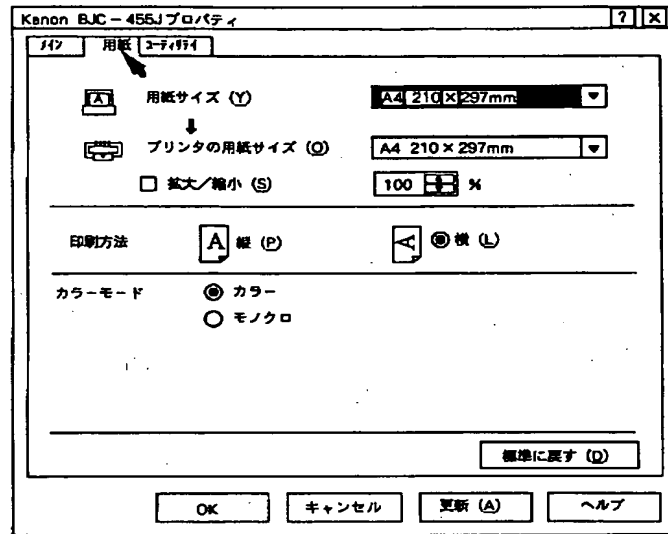 Kanon BJC－455Jプロパティ ? ×
メイン 用紙 ユーティリティ
A 用紙サイズ (Y) A4 210×297mm
プリンタの用紙サイズ (O) A4 210×297mm
拡大／縮小 (S) 100 %
印刷方法 A 縦 (P) A 横 (L)
カラーモード カラー
モノクロ
標準に戻す (D)
OK キャンセル 更新 (A) ヘルプ